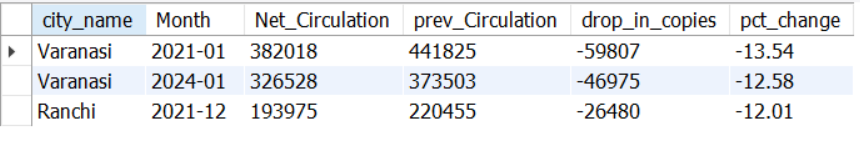 city_name Month Net_Circulation prev_Circulation drop_in_copies pct_change
Varanasi 2021-01 382018 441825 -59807 -13.54
Varanasi 2024-01 326528 373503 -46975 -12.58
Ranchi 2021-12 193975 220455 -26480 -12.01